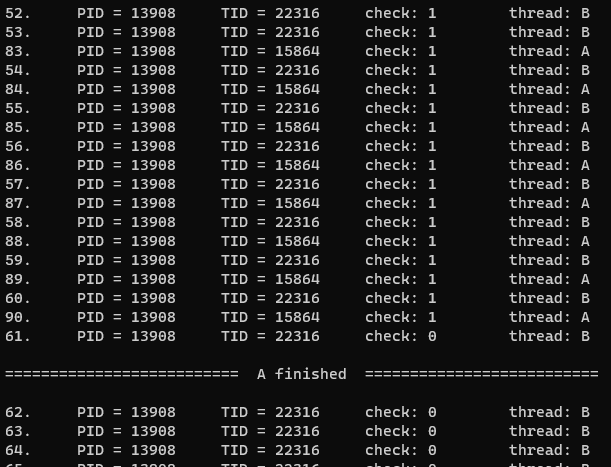 52. PID = 13908 TID = 22316 check: 1 thread: B
53. PID = 13908 TID = 22316 check: 1 thread: B
83. PID = 13908 TID = 15864 check: 1 thread: A
54. PID = 13908 TID = 22316 check: 1 thread: B
84. PID = 13908 TID = 15864 check: 1 thread: A
55. PID = 13908 TID = 22316 check: 1 thread: B
85. PID = 13908 TID = 15864 check: 1 thread: A
56. PID = 13908 TID = 22316 check: 1 thread: B
86. PID = 13908 TID = 15864 check: 1 thread: A
57. PID = 13908 TID = 22316 check: 1 thread: B
87. PID = 13908 TID = 15864 check: 1 thread: A
58. PID = 13908 TID = 22316 check: 1 thread: B
88. PID = 13908 TID = 15864 check: 1 thread: A
59. PID = 13908 TID = 22316 check: 1 thread: B
89. PID = 13908 TID = 15864 check: 1 thread: A
60. PID = 13908 TID = 22316 check: 1 thread: B
90. PID = 13908 TID = 15864 check: 1 thread: A
61. PID = 13908 TID = 22316 check: 0 thread: B
========================== A finished ==========================
62. PID = 13908 TID = 22316 check: 0 thread: B
63. PID = 13908 TID = 22316 check: 0 thread: B
64. PID = 13908 TID = 22316 check: 0 thread: B